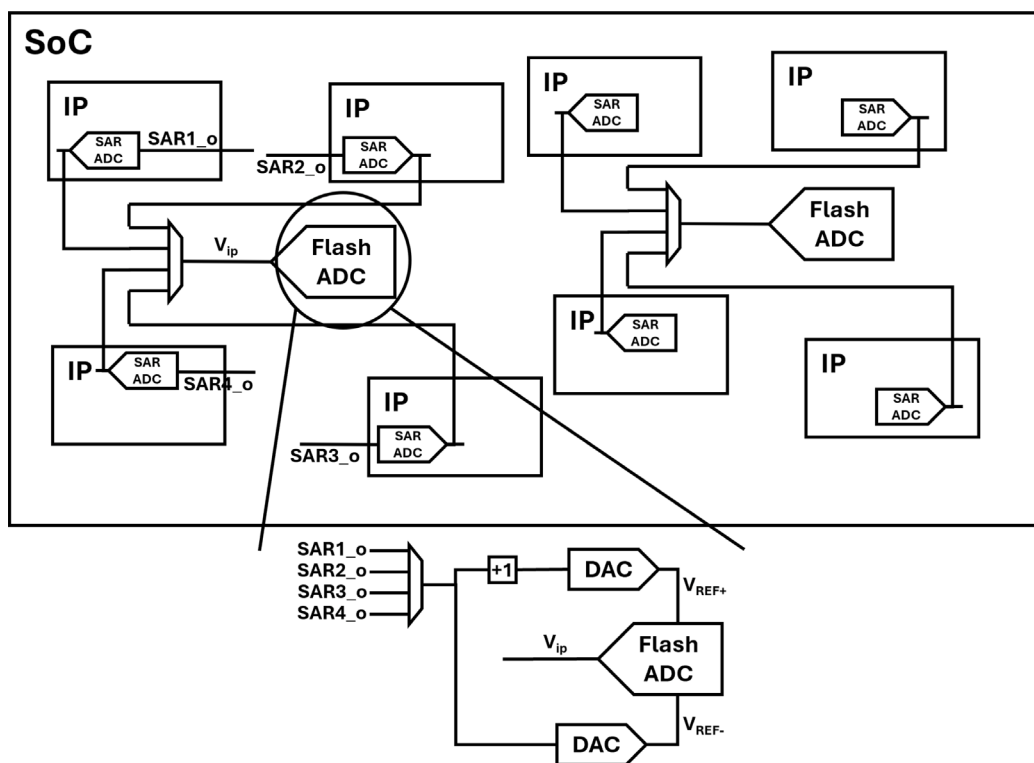 SoC
IP
SAR
ADC
SAR1_o
IP
SAR
ADC
SAR2_o
IP
SAR
ADC
IP
SAR
ADC
V_ip
Flash
ADC
Flash
ADC
IP
SAR
ADC
SAR4_o
IP
SAR
ADC
SAR3_o
IP
SAR
ADC
IP
SAR
ADC
SAR1_o
SAR2_o
SAR3_o
SAR4_o
+1
DAC
V_REF+
V_ip
Flash
ADC
V_REF-
DAC